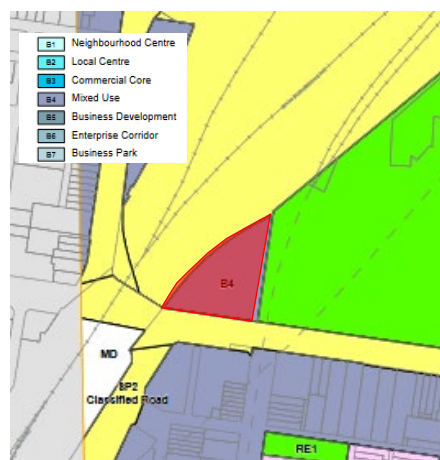 B1 Neighbourhood Centre
B2 Local Centre
B3 Commercial Core
B4 Mixed Use
B5 Business Development
B6 Enterprise Corridor
B7 Business Park
B4
MD
SP2
Classified Road
RE1